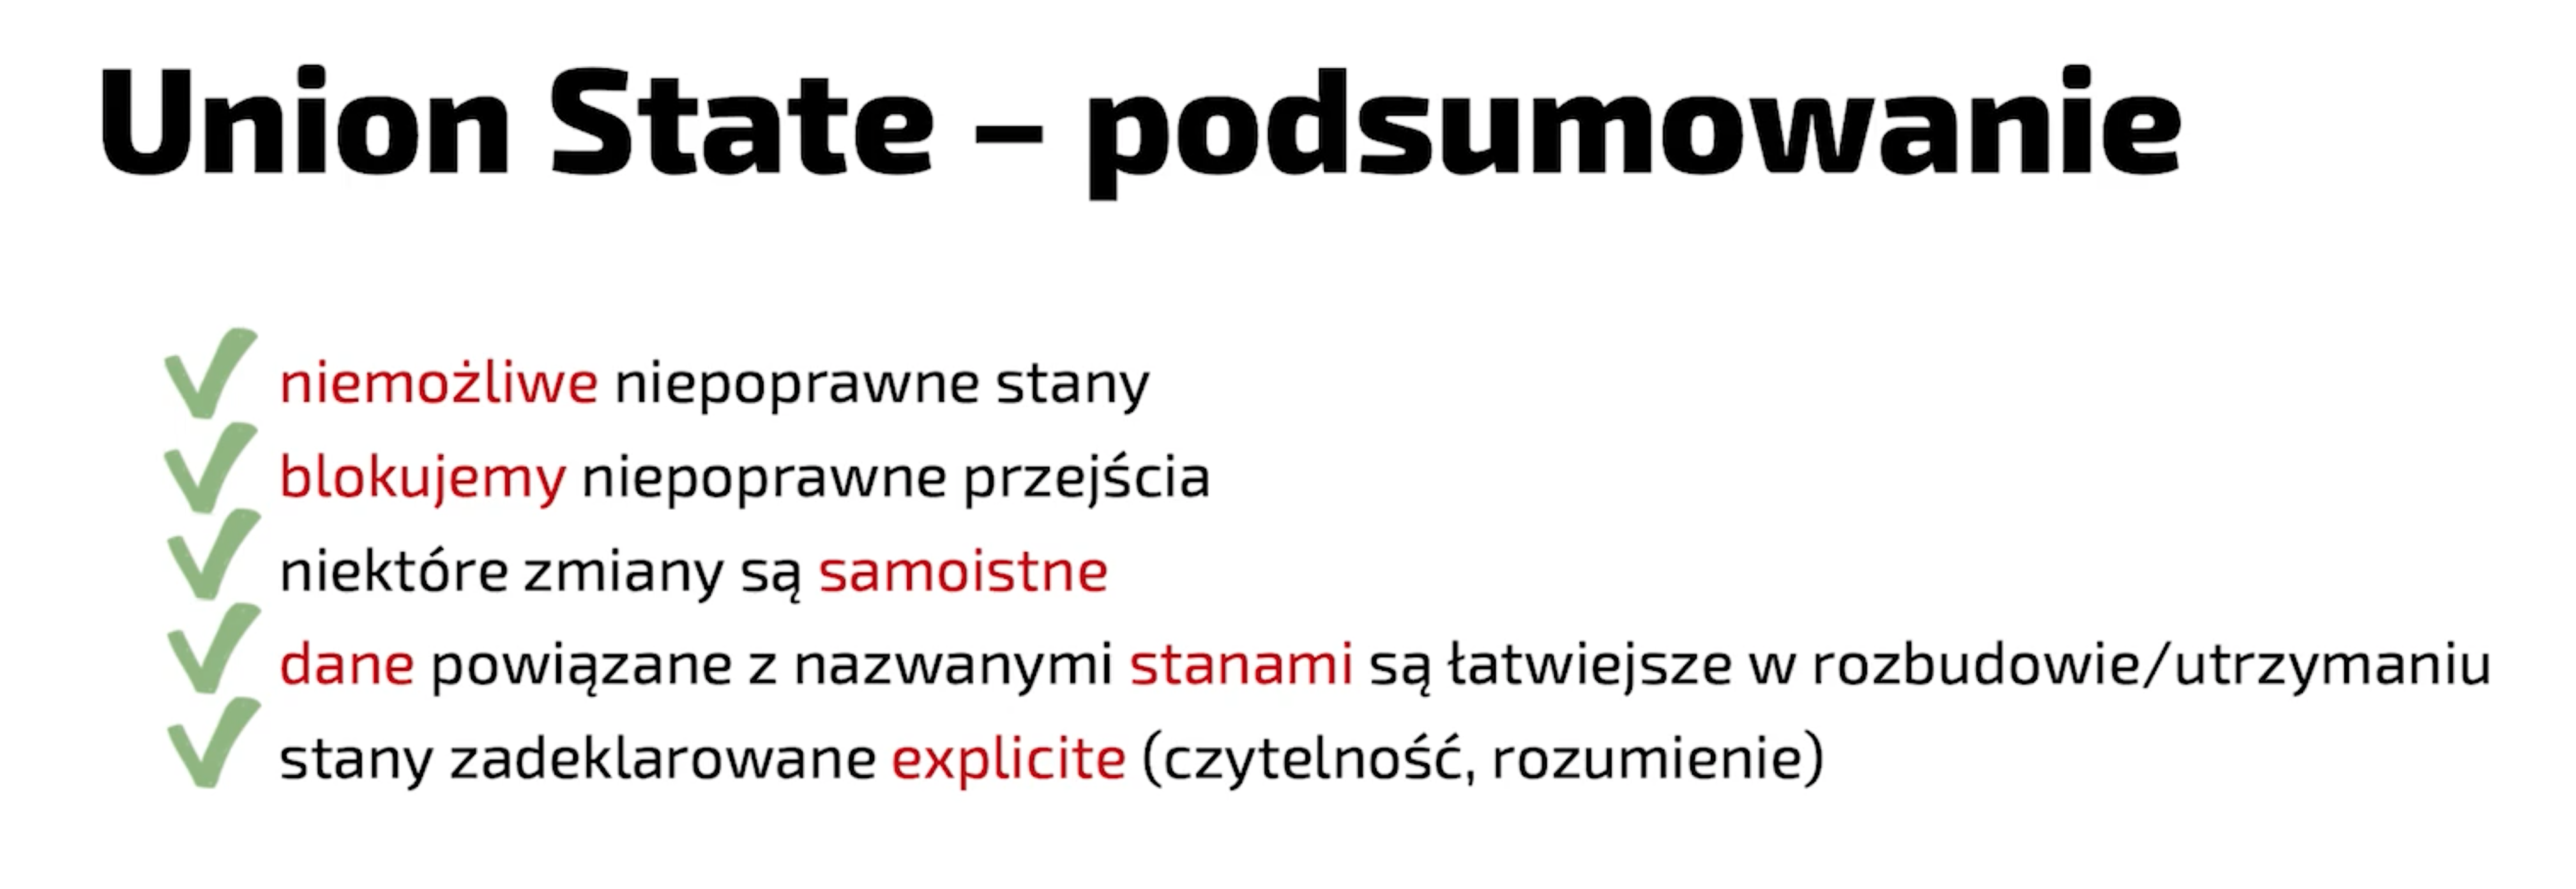 Union State – podsumowanie
niemożliwe niepoprawne stany
blokujemy niepoprawne przejścia
niektóre zmiany są samoistne
dane powiązane z nazwanymi stanami są łatwiejsze w rozbudowie/utrzymaniu
stany zadeklarowane explicite (czytelność, rozumienie)